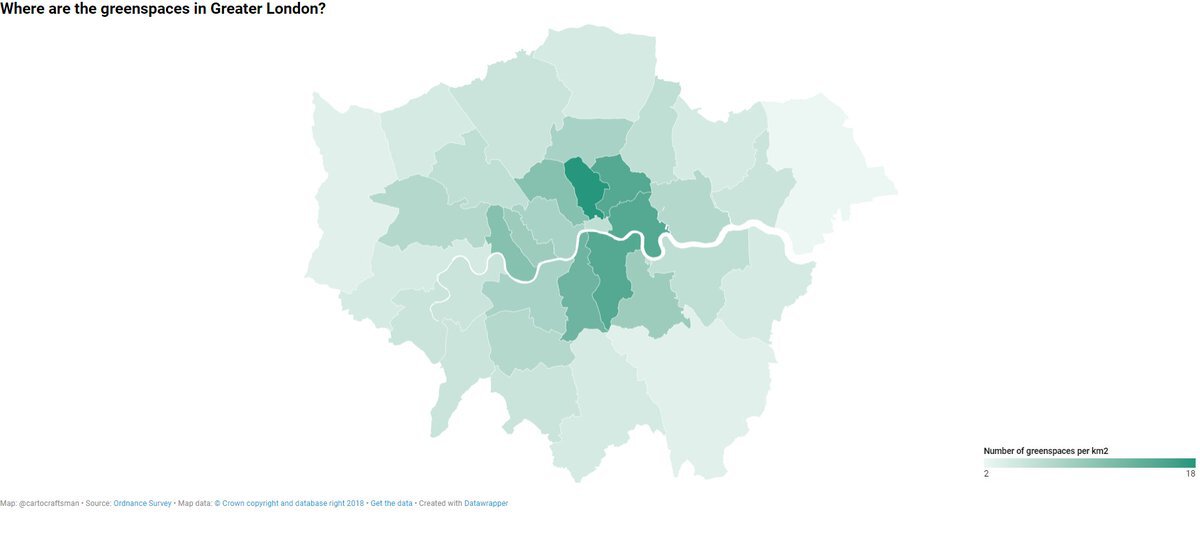 Where are the greenspaces in Greater London?
Number of greenspaces per km2
2 18
Map: @cartocraftsman • Source: Ordnance Survey • Map data: © Crown copyright and database right 2018 • Get the data • Created with Datawrapper